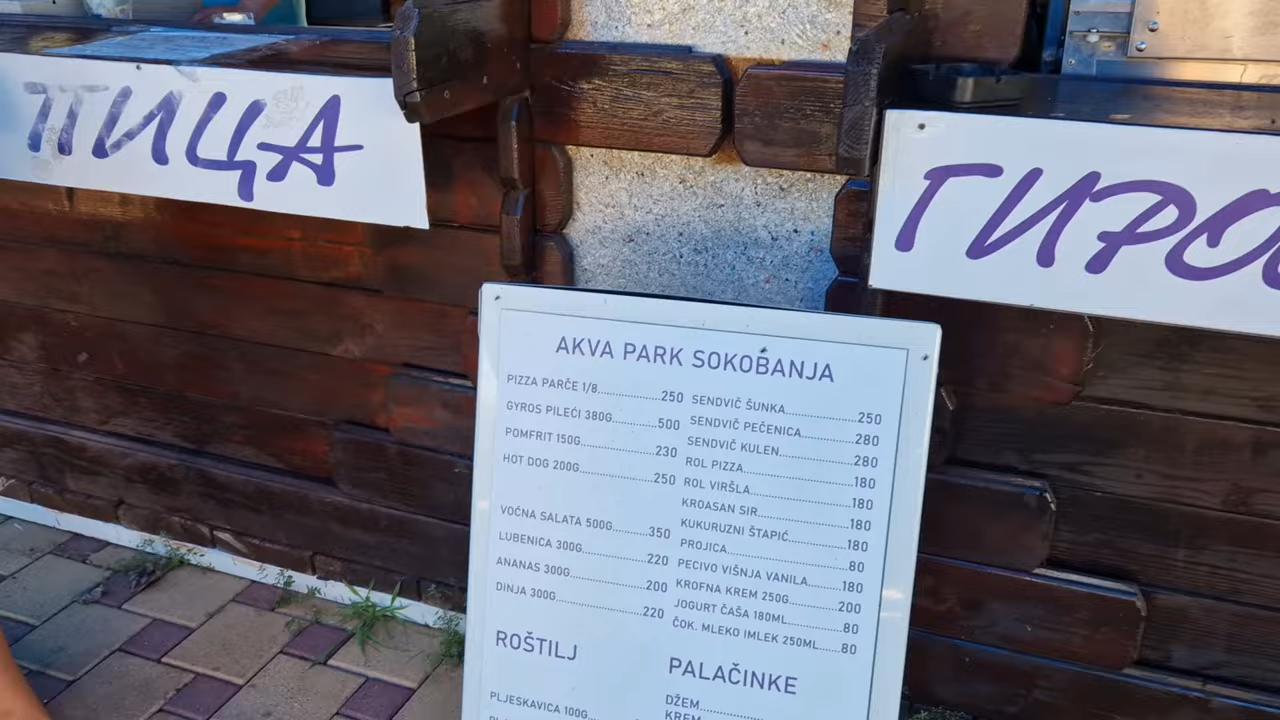 ПИЦА
ГИРО
AKVA PARK SOKOBANJA
PIZZA PARČE 1/8..........250
GYROS PILEĆI 380G..........500
POMFRIT 150G..........230
HOT DOG 200G..........250
VOĆNA SALATA 500G..........350
LUBENICA 300G..........220
ANANAS 300G..........200
DINJA 300G..........220
ROŠTILJ
PLJESKAVICA 100G..........
SENDVIČ ŠUNKA..........250
SENDVIČ PEČENICA..........280
SENDVIČ KULEN..........280
ROL PIZZA..........180
ROL VIRŠLA..........180
KROASAN SIR..........180
KUKURUZNI ŠTAPIĆ..........180
PROJICA..........80
PECIVO VIŠNJA VANILA..........180
KROFNA KREM 250G..........200
JOGURT ČAŠA 180ML..........80
ČOK. MLEKO IMLEK 250ML......80
PALAČINKE
DŽEM..........
KREM